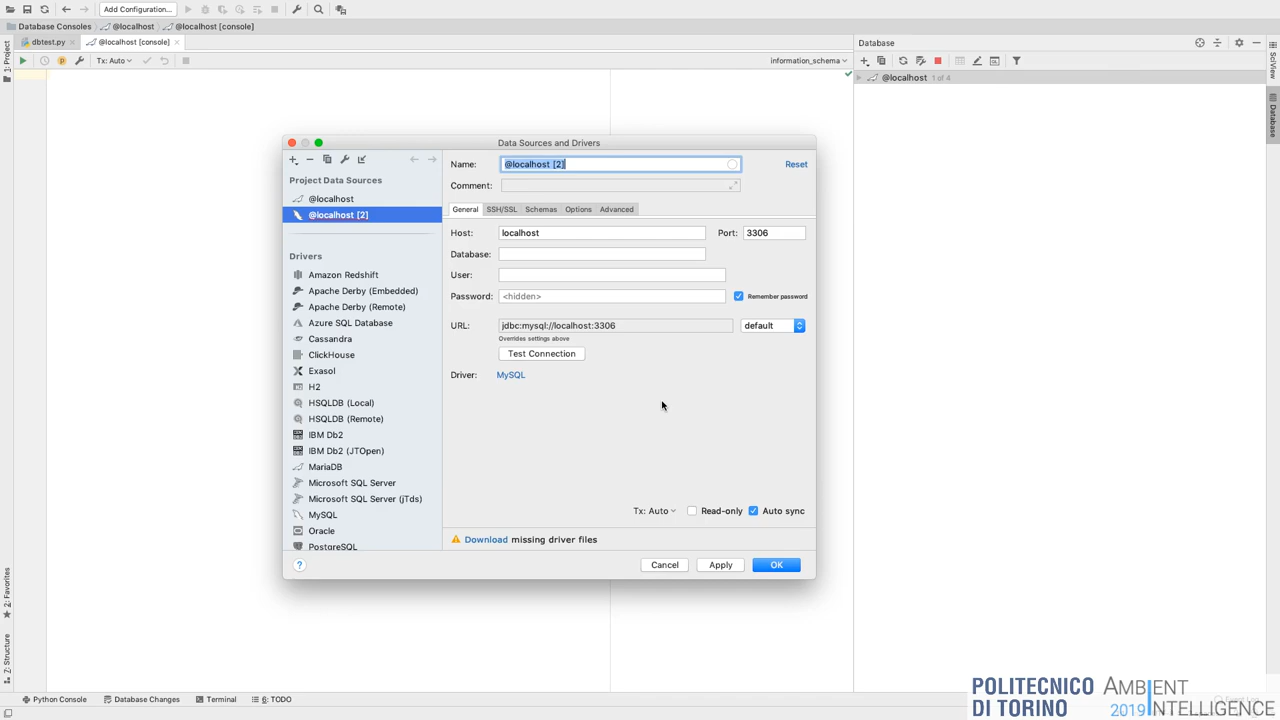 Add Configuration...
Database Consoles
@localhost
@localhost [console]
dbtest.py
@localhost [console]
Database
Tx: Auto
information_schema
@localhost 1 of 4
1: Project
SciView
Database
2: Favorites
7: Structure
Data Sources and Drivers
Project Data Sources
@localhost
@localhost [2]
Drivers
Amazon Redshift
Apache Derby (Embedded)
Apache Derby (Remote)
Azure SQL Database
Cassandra
ClickHouse
Exasol
H2
HSQLDB (Local)
HSQLDB (Remote)
IBM Db2
IBM Db2 (JTOpen)
MariaDB
Microsoft SQL Server
Microsoft SQL Server (jTds)
MySQL
Oracle
PostgreSQL
Name: @localhost [2]
Reset
Comment:
General SSH/SSL Schemas Options Advanced
Host: localhost Port: 3306
Database:
User:
Password: <hidden> Remember password
URL: jdbc:mysql://localhost:3306 default
Overrides settings above
Test Connection
Driver: MySQL
Tx: Auto Read-only Auto sync
Download missing driver files
? Cancel Apply OK
Python Console Database Changes Terminal 6: TODO
POLITECNICO
DI TORINO
AMBIENT
2019 INTELLIGENCE